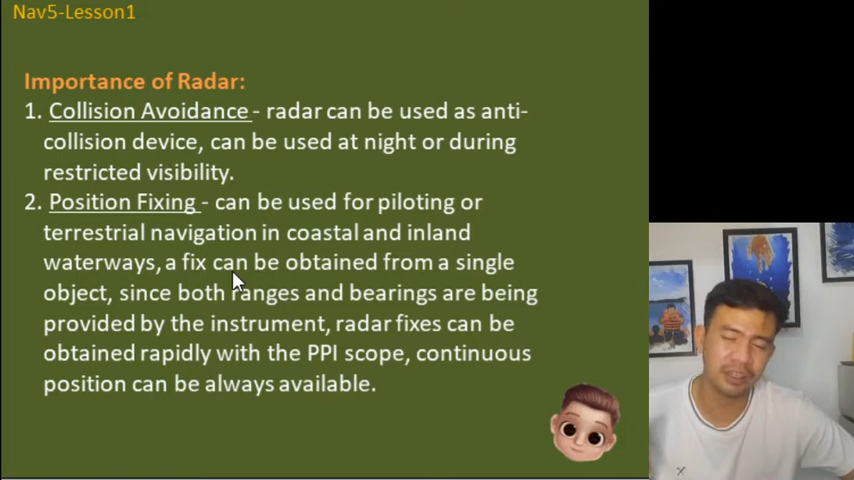 Nav5-Lesson1
Importance of Radar:
1. Collision Avoidance - radar can be used as anti-
collision device, can be used at night or during
restricted visibility.
2. Position Fixing - can be used for piloting or
terrestrial navigation in coastal and inland
waterways, a fix can be obtained from a single
object, since both ranges and bearings are being
provided by the instrument, radar fixes can be
obtained rapidly with the PPI scope, continuous
position can be always available.